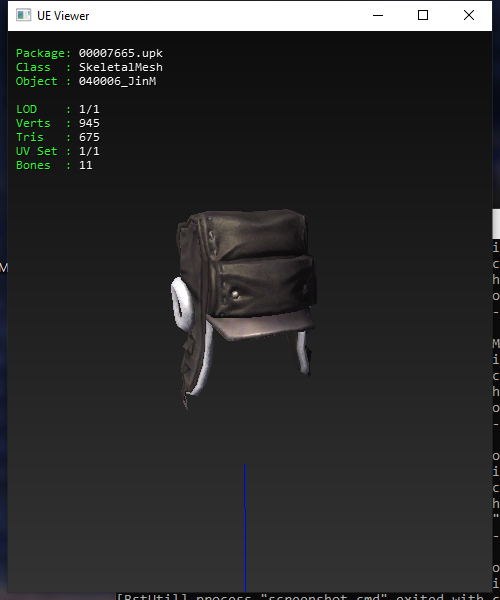 UE Viewer
Package: 00007665.upk
Class : SkeletalMesh
Object : 040006_JinM
LOD : 1/1
Verts : 945
Tris : 675
UV Set : 1/1
Bones : 11
M
i
c
h
o
-
M
i
c
h
o
-
o
i
c
h
"
-
o
i
[BstUtil] process "screenshot.cmd" exited with c